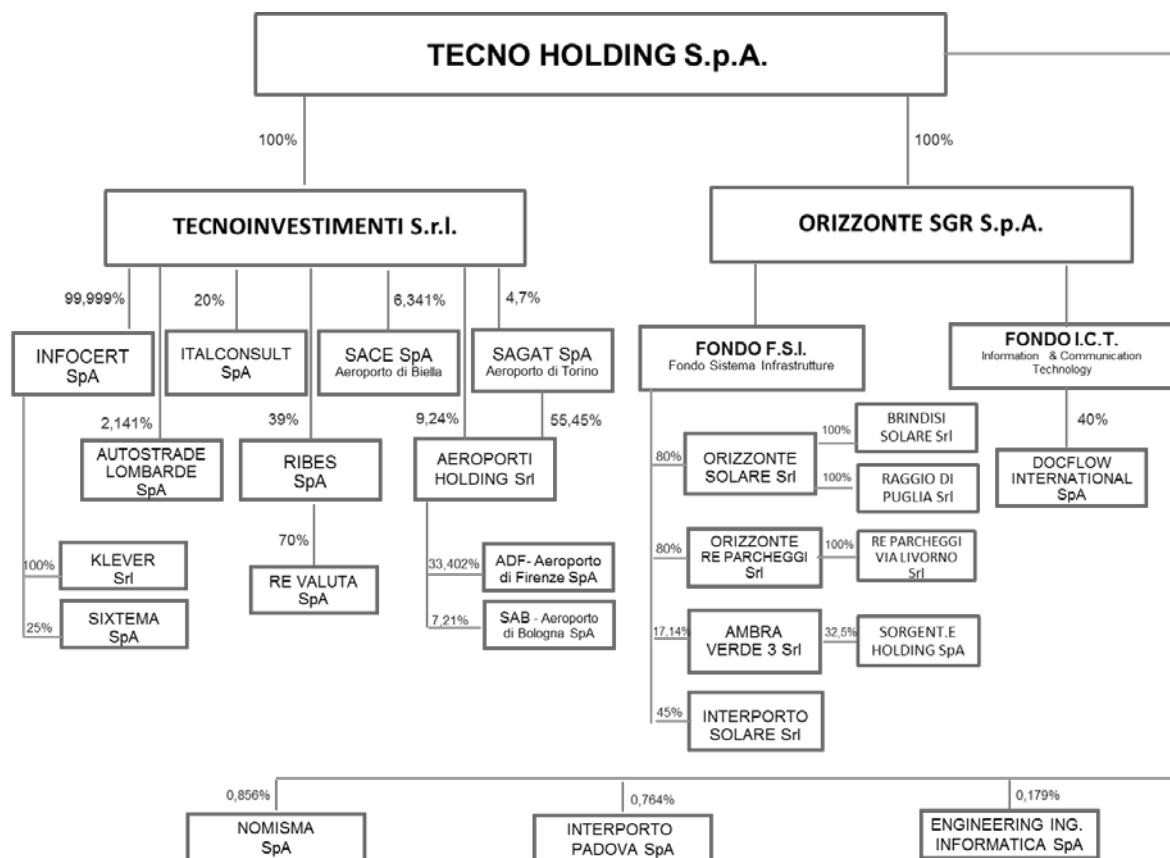 TECNO HOLDING S.p.A.
100%
100%
TECNOINVESTIMENTI S.r.l.
ORIZZONTE SGR S.p.A.
99,999%
20%
6,341%
4,7%
INFOCERT
SpA
ITALCONSULT
SpA
SACE SpA
Aeroporto di Biella
SAGAT SpA
Aeroporto di Torino
FONDO F.S.I.
Fondo Sistema Infrastrutture
FONDO I.C.T.
Information & Communication
Technology
2,141%
39%
9,24%
55,45%
AUTOSTRADE
LOMBARDE
SpA
RIBES
SpA
AEROPORTI
HOLDING Srl
80%
ORIZZONTE
SOLARE Srl
100%
BRINDISI
SOLARE Srl
100%
RAGGIO DI
PUGLIA Srl
40%
DOCFLOW
INTERNATIONAL
SpA
100%
KLEVER
Srl
25%
SIXTEMA
SpA
70%
RE VALUTA
SpA
33,402%
ADF- Aeroporto
di Firenze SpA
7,21%
SAB - Aeroporto
di Bologna SpA
80%
ORIZZONTE
RE PARCHEGGI
Srl
100%
RE PARCHEGGI
VIA LIVORNO
Srl
17,14%
AMBRA
VERDE 3 Srl
32,5%
SORGENT.E
HOLDING SpA
45%
INTERPORTO
SOLARE Srl
0,856%
NOMISMA
SpA
0,764%
INTERPORTO
PADOVA SpA
0,179%
ENGINEERING ING.
INFORMATICA SpA